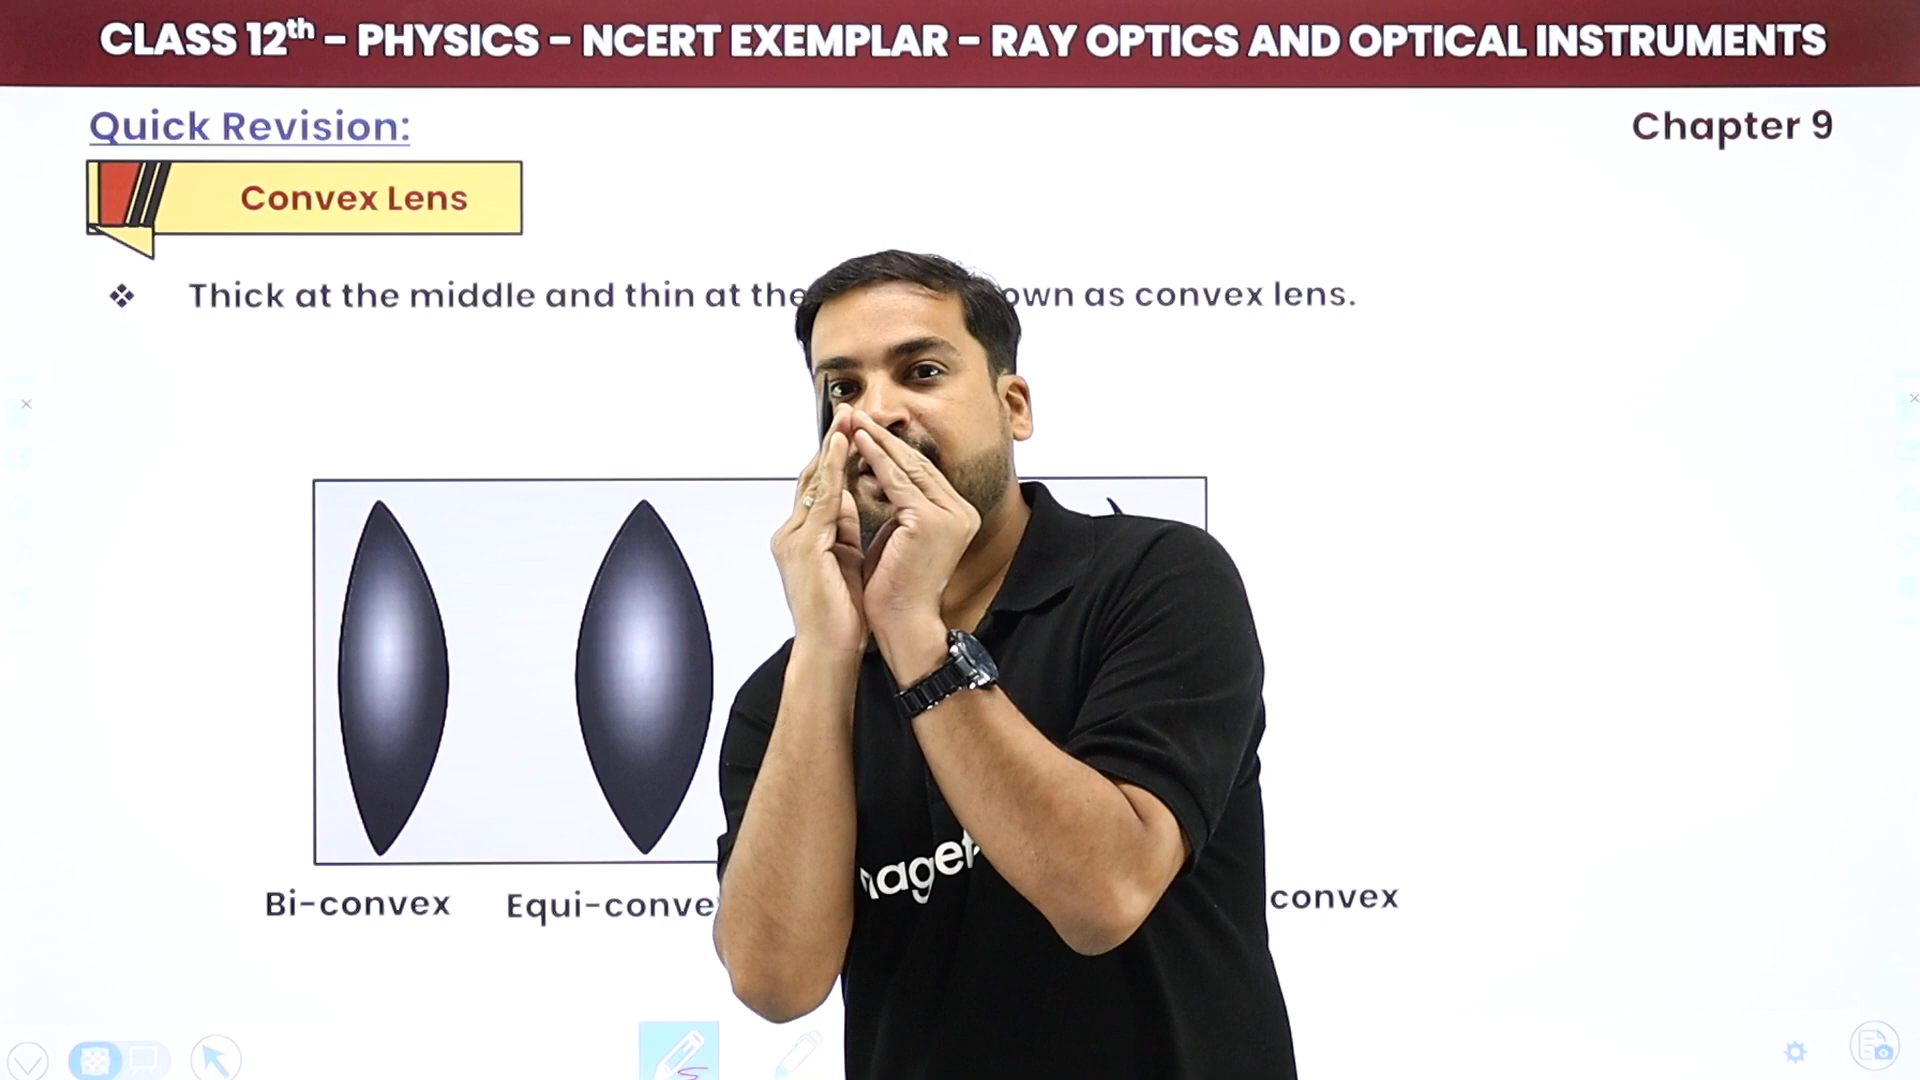 CLASS 12th - PHYSICS - NCERT EXEMPLAR - RAY OPTICS AND OPTICAL INSTRUMENTS
Quick Revision:
Chapter 9
Convex Lens
Thick at the middle and thin at the own as convex lens.
Bi-convex Equi-conve convex